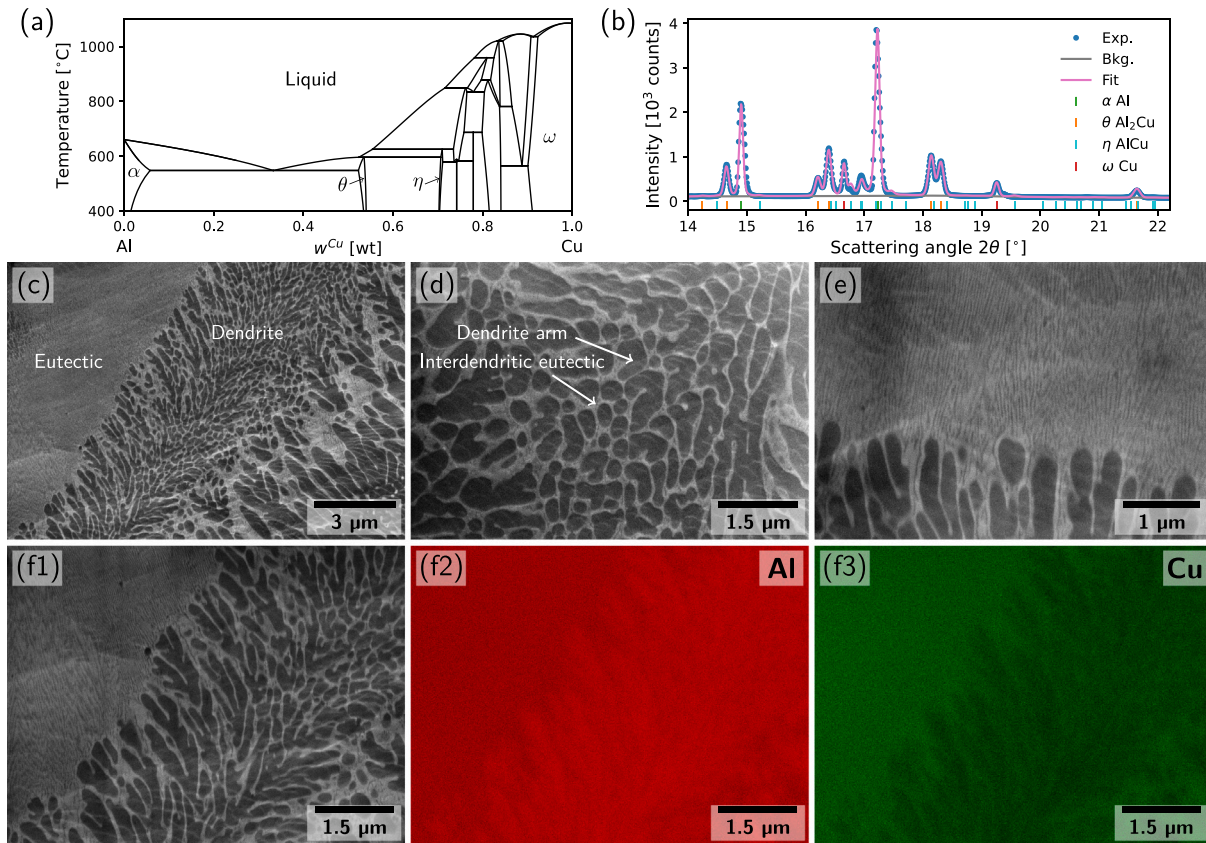 (a)
1000
800
600
400
Temperature [°C]
Liquid
α
θ
η
ω
0.0
0.2
0.4
0.6
0.8
1.0
Al
w^Cu [wt]
Cu
(b)
4
3
2
1
0
Intensity [10³ counts]
Exp.
Bkg.
Fit
α Al
θ Al₂Cu
η AlCu
ω Cu
14
15
16
17
18
19
20
21
22
Scattering angle 2θ [°]
(c)
Dendrite
Eutectic
3 µm
(d)
Dendrite arm
Interdendritic eutectic
1.5 µm
(e)
1 µm
(f1)
1.5 µm
(f2)
Al
1.5 µm
(f3)
Cu
1.5 µm